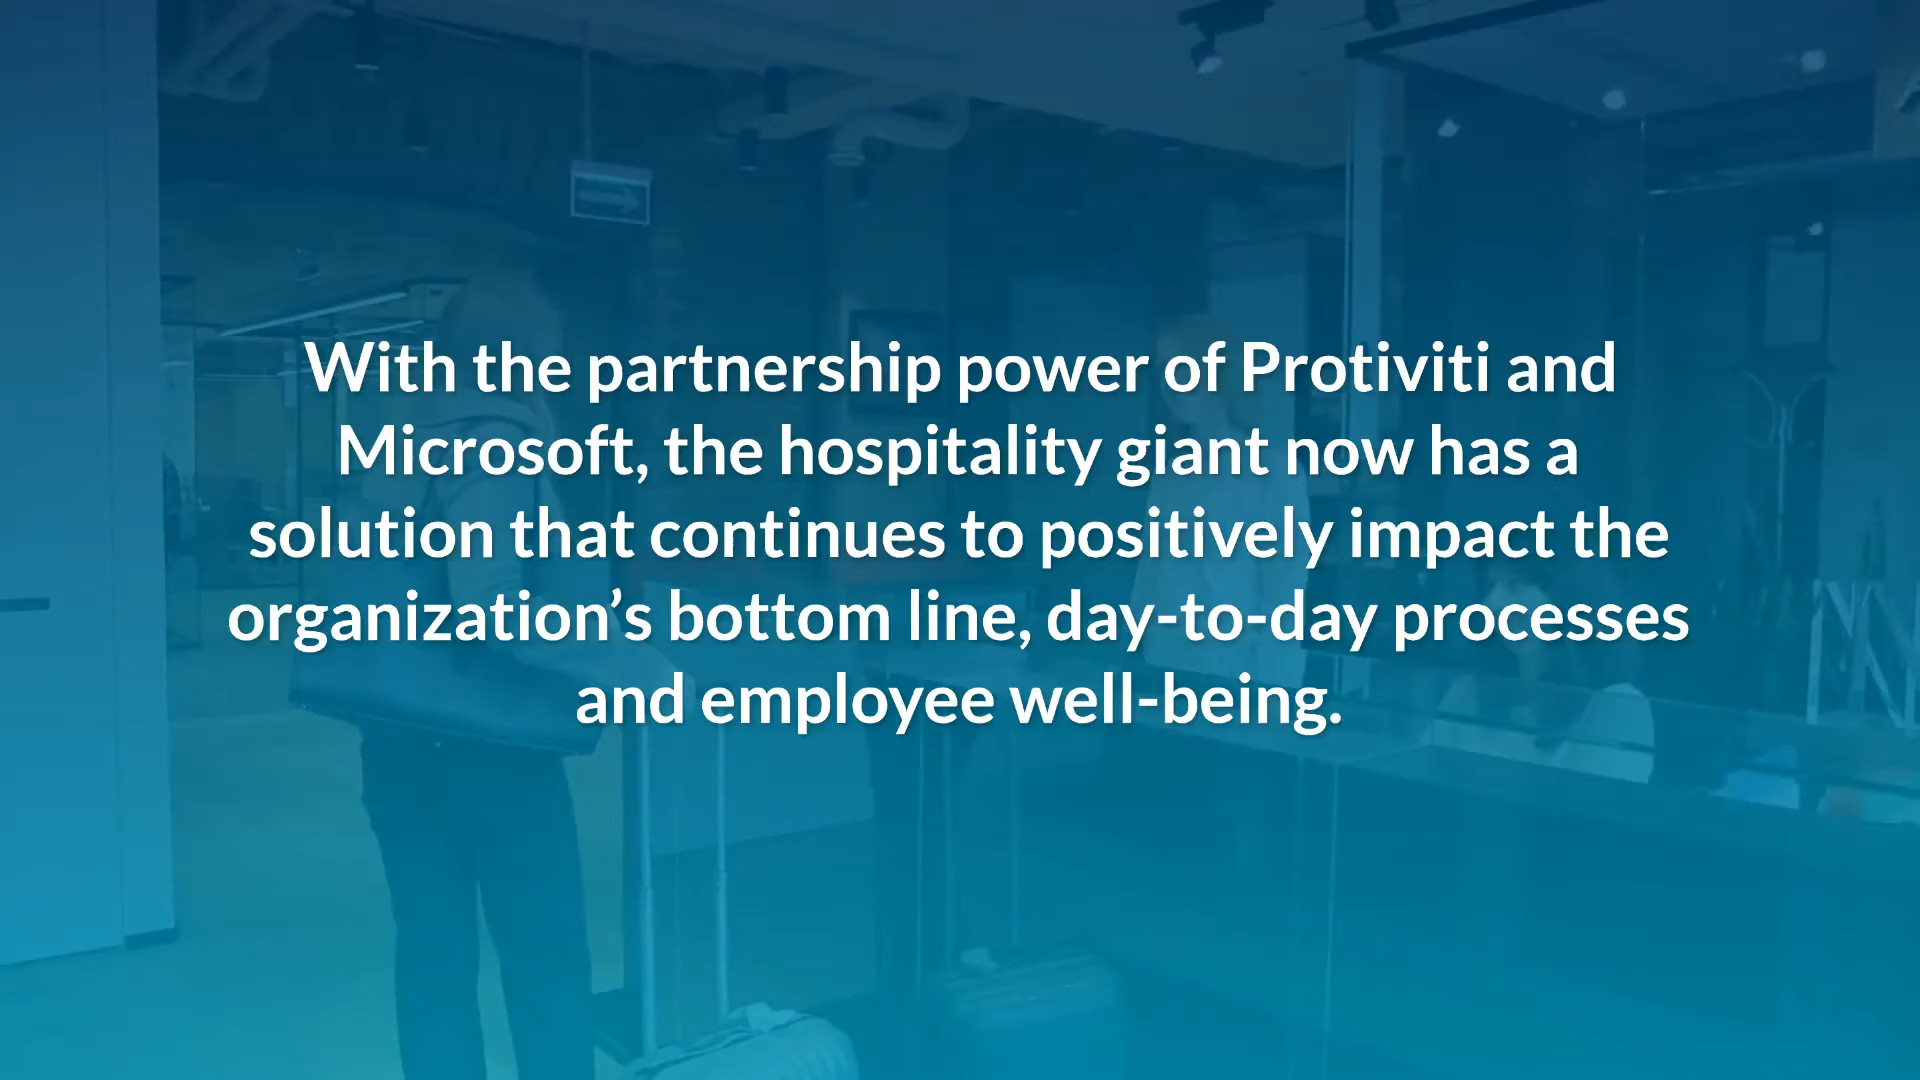 With the partnership power of Protiviti and
Microsoft, the hospitality giant now has a
solution that continues to positively impact the
organization’s bottom line, day-to-day processes
and employee well-being.